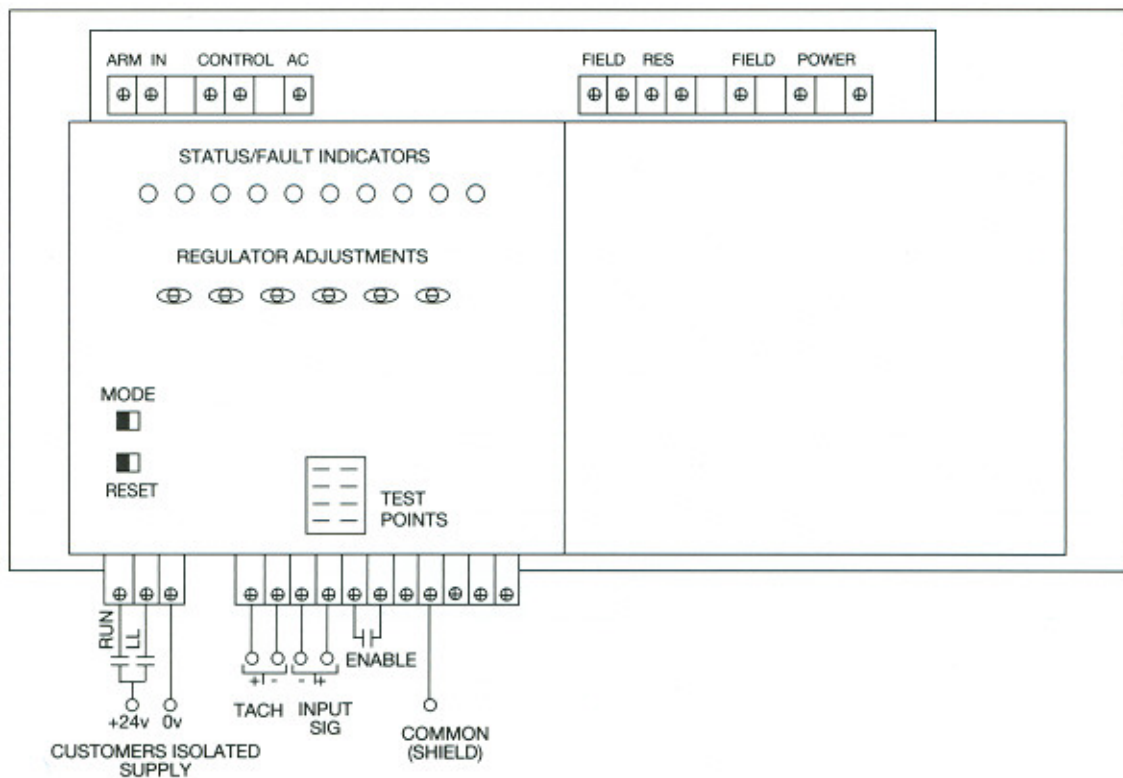 ARM IN CONTROL AC
FIELD RES FIELD POWER
STATUS/FAULT INDICATORS
REGULATOR ADJUSTMENTS
MODE
RESET
TEST
POINTS
RUN
LL
+24v 0v
CUSTOMERS ISOLATED
SUPPLY
+ -
TACH
- +
INPUT
SIG
ENABLE
COMMON
(SHIELD)